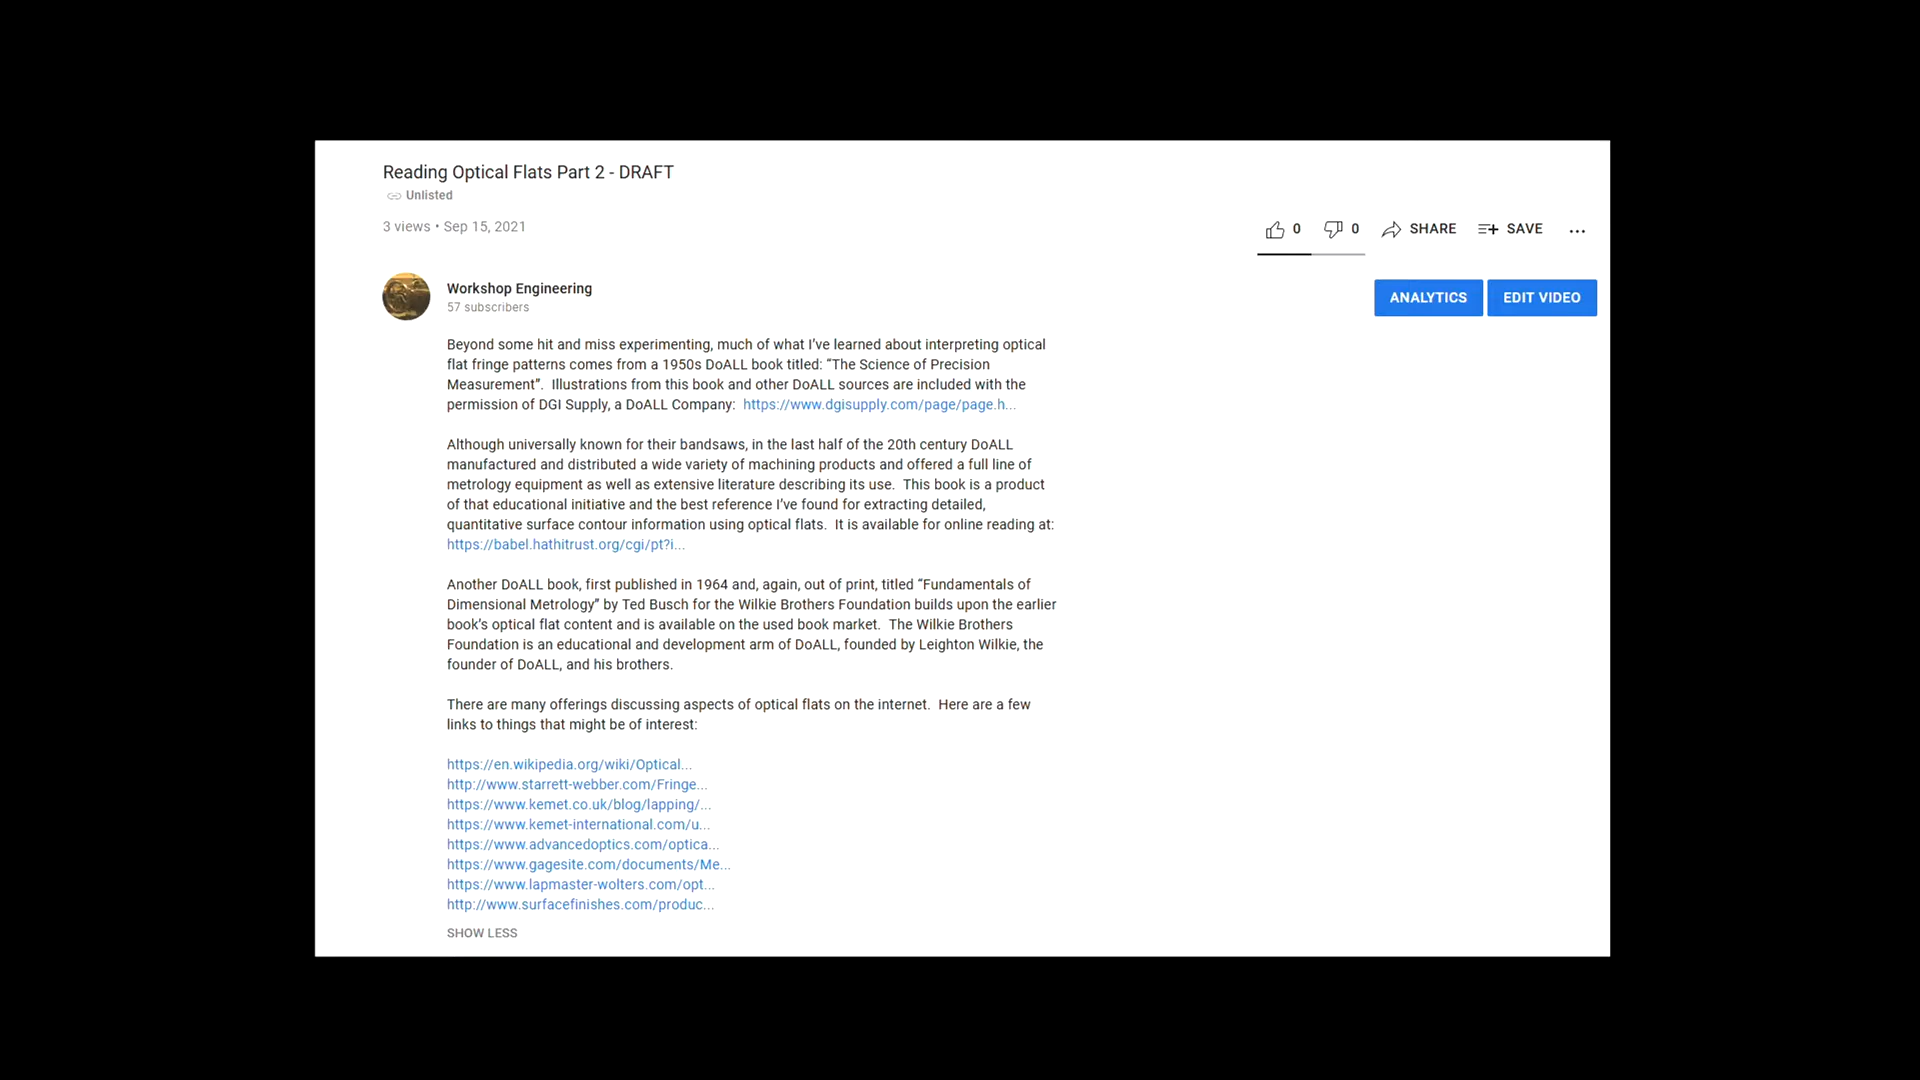 Reading Optical Flats Part 2 - DRAFT
Unlisted
3 views • Sep 15, 2021
0 0 SHARE SAVE ...
Workshop Engineering
57 subscribers
ANALYTICS EDIT VIDEO
Beyond some hit and miss experimenting, much of what I’ve learned about interpreting optical
flat fringe patterns comes from a 1950s DoALL book titled: “The Science of Precision
Measurement”.  Illustrations from this book and other DoALL sources are included with the
permission of DGI Supply, a DoALL Company:  https://www.dgisupply.com/page/page.h...
Although universally known for their bandsaws, in the last half of the 20th century DoALL
manufactured and distributed a wide variety of machining products and offered a full line of
metrology equipment as well as extensive literature describing its use.  This book is a product
of that educational initiative and the best reference I’ve found for extracting detailed,
quantitative surface contour information using optical flats.  It is available for online reading at:
https://babel.hathitrust.org/cgi/pt?i...
Another DoALL book, first published in 1964 and, again, out of print, titled “Fundamentals of
Dimensional Metrology” by Ted Busch for the Wilkie Brothers Foundation builds upon the earlier
book’s optical flat content and is available on the used book market.  The Wilkie Brothers
Foundation is an educational and development arm of DoALL, founded by Leighton Wilkie, the
founder of DoALL, and his brothers.
There are many offerings discussing aspects of optical flats on the internet.  Here are a few
links to things that might be of interest:
https://en.wikipedia.org/wiki/Optical...
http://www.starrett-webber.com/Fringe...
https://www.kemet.co.uk/blog/lapping/...
https://www.kemet-international.com/u...
https://www.advancedoptics.com/optica...
https://www.gagesite.com/documents/Me...
https://www.lapmaster-wolters.com/opt...
http://www.surfacefinishes.com/produc...
SHOW LESS